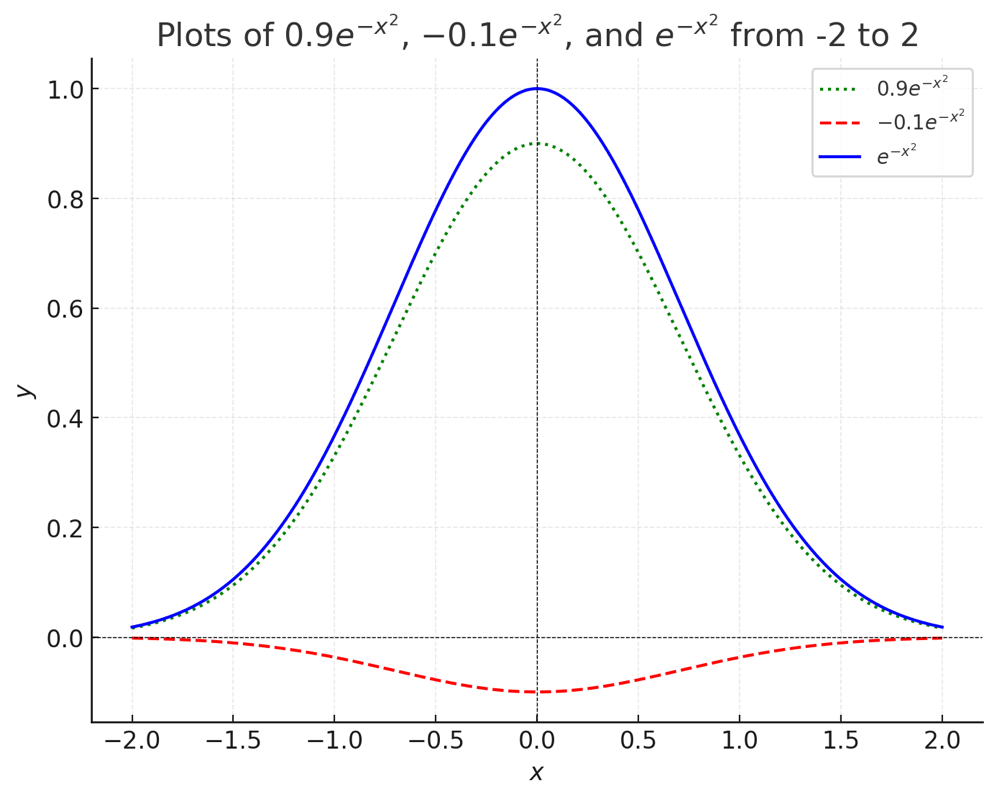 Plots of $0.9e^{-x^2}$, $-0.1e^{-x^2}$, and $e^{-x^2}$ from -2 to 2
$0.9e^{-x^2}$
$-0.1e^{-x^2}$
$e^{-x^2}$
1.0
0.8
0.6
0.4
0.2
0.0
y
−2.0 −1.5 −1.0 −0.5 0.0 0.5 1.0 1.5 2.0
x